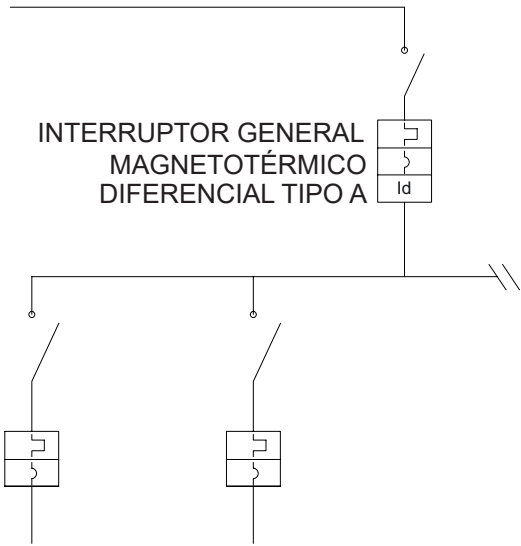 INTERRUPTOR GENERAL
MAGNETOTÉRMICO
DIFERENCIAL TIPO A
Id